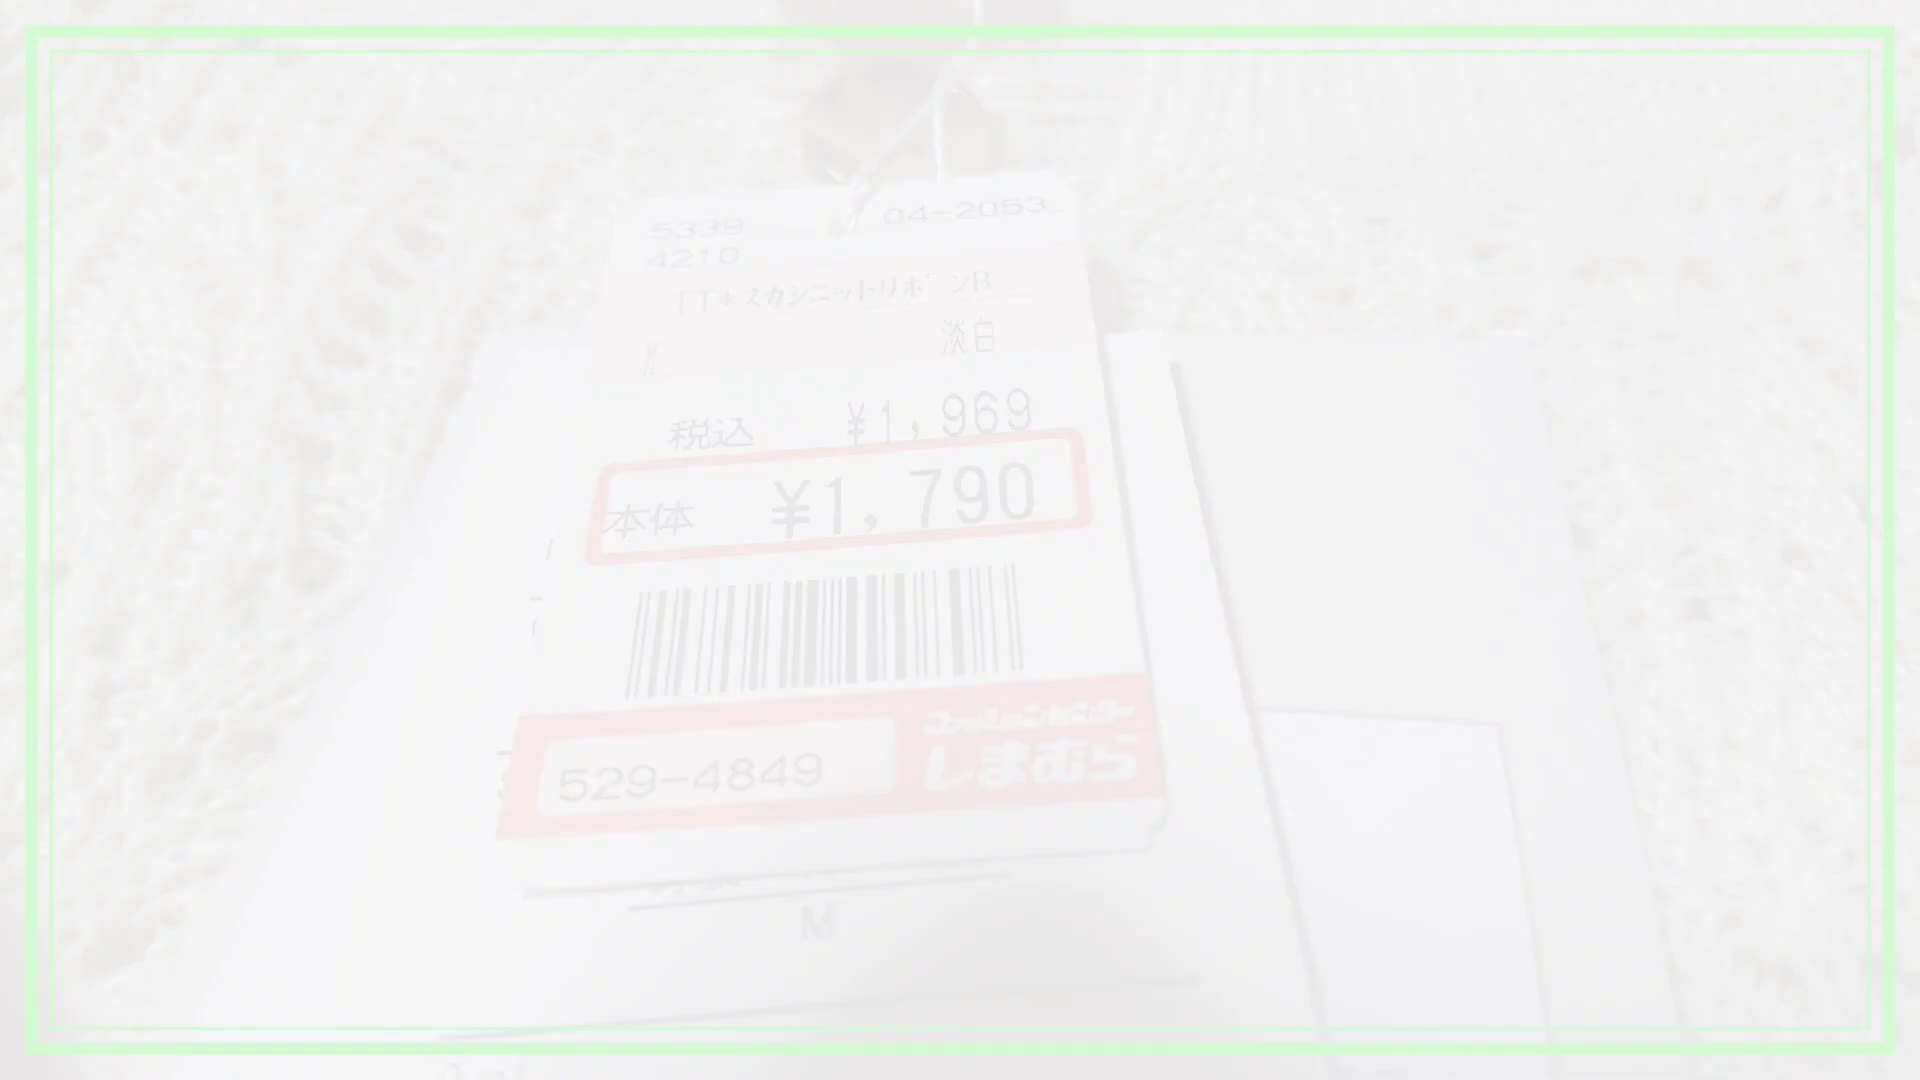 5339 04-2053
4210
TT*スカシニットリボンB
M 淡白
税込 ¥1,969
本体 ¥1,790
529-4849
ファッションセンター
しまむら
M